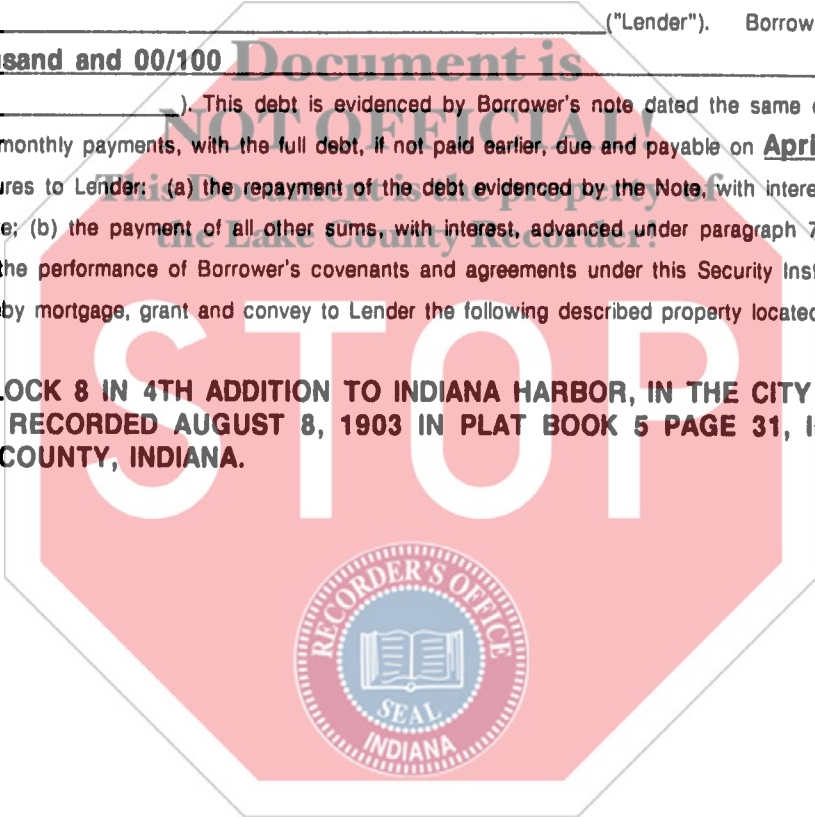 ("Lender"). Borrow
usand and 00/100
Document is
). This debt is evidenced by Borrower's note dated the same
NOT OFFICIAL!
monthly payments, with the full debt, if not paid earlier, due and payable on Apri
ures to Lender: (a) the repayment of the debt evidenced by the Note, with intere
This Document is the property of
e; (b) the payment of all other sums, with interest, advanced under paragraph 7
the Lake County Recorder!
the performance of Borrower's covenants and agreements under this Security Inst
by mortgage, grant and convey to Lender the following described property located
STOP
LOCK 8 IN 4TH ADDITION TO INDIANA HARBOR, IN THE CITY
RECORDED AUGUST 8, 1903 IN PLAT BOOK 5 PAGE 31, I
COUNTY, INDIANA.
RECORDER'S OFFICE
SEAL
INDIANA